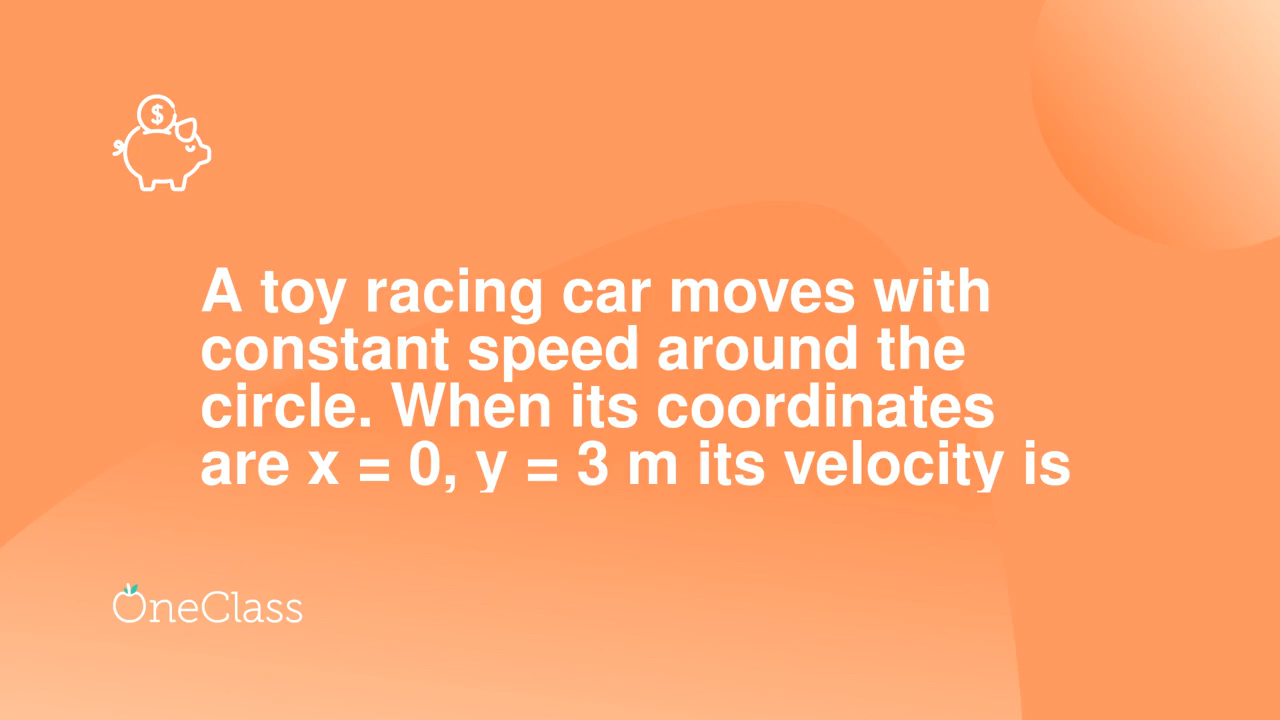 $
A toy racing car moves with
constant speed around the
circle. When its coordinates
are x = 0, y = 3 m its velocity is
OneClass